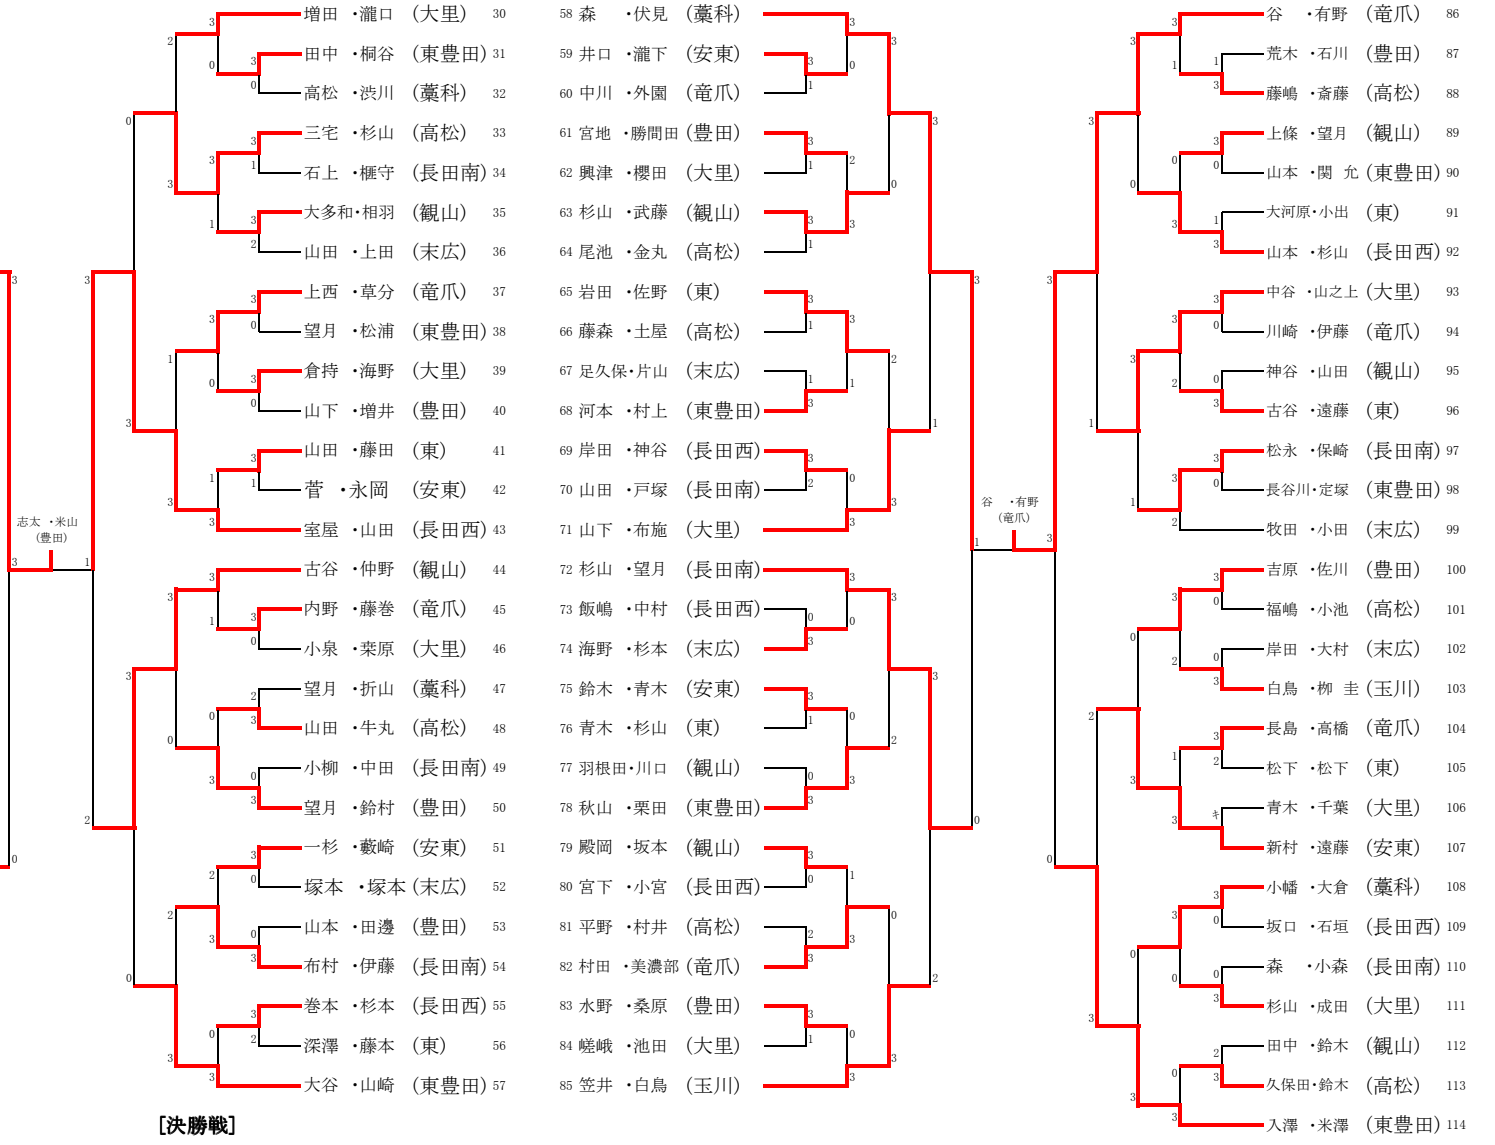 増田 ・瀧口 (大里) 30
田中 ・桐谷 (東豊田) 31
高松 ・渋川 (藁科) 32
三宅 ・杉山 (高松) 33
石上 ・榧守 (長田南) 34
大多和・相羽 (観山) 35
山田 ・上田 (末広) 36
上西 ・草分 (竜爪) 37
望月 ・松浦 (東豊田) 38
倉持 ・海野 (大里) 39
山下 ・増井 (豊田) 40
山田 ・藤田 (東) 41
菅 ・永岡 (安東) 42
室屋 ・山田 (長田西) 43
古谷 ・仲野 (観山) 44
内野 ・藤巻 (竜爪) 45
小泉 ・栗原 (大里) 46
望月 ・折山 (藁科) 47
山田 ・牛丸 (高松) 48
小柳 ・中田 (長田南) 49
望月 ・鈴村 (豊田) 50
一杉 ・藪崎 (安東) 51
塚本 ・塚本 (末広) 52
山本 ・田邊 (豊田) 53
布村 ・伊藤 (長田南) 54
巻本 ・杉本 (長田西) 55
深澤 ・藤本 (東) 56
大谷 ・山崎 (東豊田) 57
志太 ・米山
(豊田)
[決勝戦]
58 森 ・伏見 (藁科)
59 井口 ・瀧下 (安東)
60 中川 ・外園 (竜爪)
61 宮地 ・勝間田 (豊田)
62 興津 ・櫻田 (大里)
63 杉山 ・武藤 (観山)
64 尾池 ・金丸 (高松)
65 岩田 ・佐野 (東)
66 藤森 ・土屋 (高松)
67 足久保・片山 (末広)
68 河本 ・村上 (東豊田)
69 岸田 ・神谷 (長田西)
70 山田 ・戸塚 (長田南)
71 山下 ・布施 (大里)
72 杉山 ・望月 (長田南)
73 飯嶋 ・中村 (長田西)
74 海野 ・杉本 (末広)
75 鈴木 ・青木 (安東)
76 青木 ・杉山 (東)
77 羽根田・川口 (観山)
78 秋山 ・栗田 (東豊田)
79 殿岡 ・坂本 (観山)
80 宮下 ・小宮 (長田西)
81 平野 ・村井 (高松)
82 村田 ・美濃部 (竜爪)
83 水野 ・桑原 (豊田)
84 嵯峨 ・池田 (大里)
85 笠井 ・白鳥 (玉川)
谷 ・有野
(竜爪)
谷 ・有野 (竜爪) 86
荒木 ・石川 (豊田) 87
藤嶋 ・斎藤 (高松) 88
上條 ・望月 (観山) 89
山本 ・関 允 (東豊田) 90
大河原・小出 (東) 91
山本 ・杉山 (長田西) 92
中谷 ・山之上 (大里) 93
川崎 ・伊藤 (竜爪) 94
神谷 ・山田 (観山) 95
古谷 ・遠藤 (東) 96
松永 ・保崎 (長田南) 97
長谷川・定塚 (東豊田) 98
牧田 ・小田 (末広) 99
吉原 ・佐川 (豊田) 100
福嶋 ・小池 (高松) 101
岸田 ・大村 (末広) 102
白鳥 ・栁 圭 (玉川) 103
長島 ・高橋 (竜爪) 104
松下 ・松下 (東) 105
青木 ・千葉 (大里) 106
キ
新村 ・遠藤 (安東) 107
小幡 ・大倉 (藁科) 108
坂口 ・石垣 (長田西) 109
森 ・小森 (長田南) 110
杉山 ・成田 (大里) 111
田中 ・鈴木 (観山) 112
久保田・鈴木 (高松) 113
入澤 ・米澤 (東豊田) 114